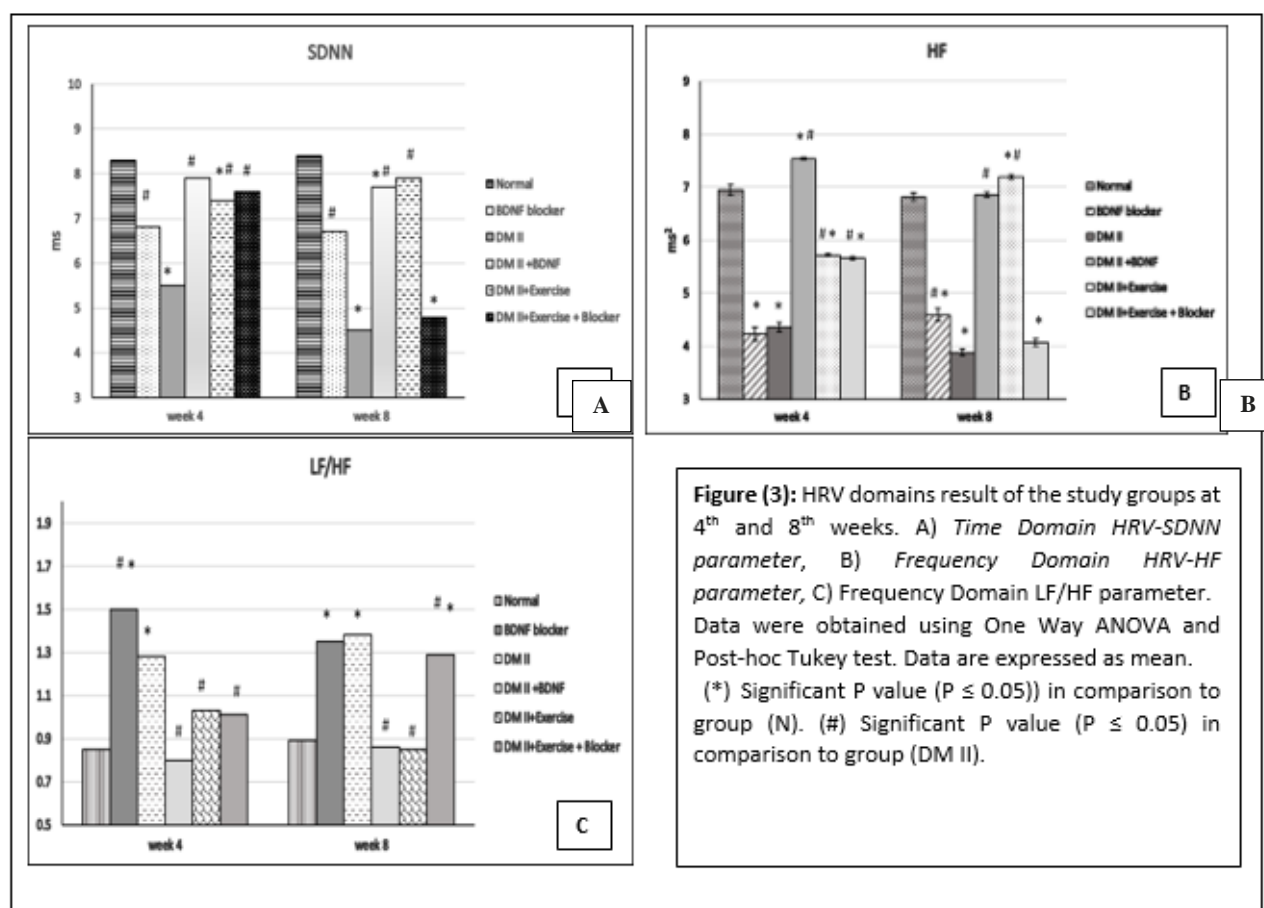 SDNN
10
9
8
7
6
5
4
3
ms
# * # * # #
* # * # #
*
week 4
week 8
Normal
BDNF blocker
DM II
DM II +BDNF
DM II+Exercise
DM II+Exercise + Blocker
A
HF
9
8
7
6
5
4
3
ms²
* * * # # * # *
# * * # * # *
week 4
week 8
Normal
BDNF blocker
DM II
DM II +BDNF
DM II+Exercise
DM II+Exercise + Blocker
B
B
LF/HF
1.9
1.7
1.5
1.3
1.1
0.9
0.7
0.5
# * * # # #
* * # # # *
week 4
week 8
Normal
BDNF blocker
DM II
DM II +BDNF
DM II+Exercise
DM II+Exercise + Blocker
C
Figure (3): HRV domains result of the study groups at
4th and 8th weeks. A) Time Domain HRV-SDNN
parameter, B) Frequency Domain HRV-HF
parameter, C) Frequency Domain LF/HF parameter.
Data were obtained using One Way ANOVA and
Post-hoc Tukey test. Data are expressed as mean.
(*) Significant P value (P ≤ 0.05)) in comparison to
group (N). (#) Significant P value (P ≤ 0.05) in
comparison to group (DM II).